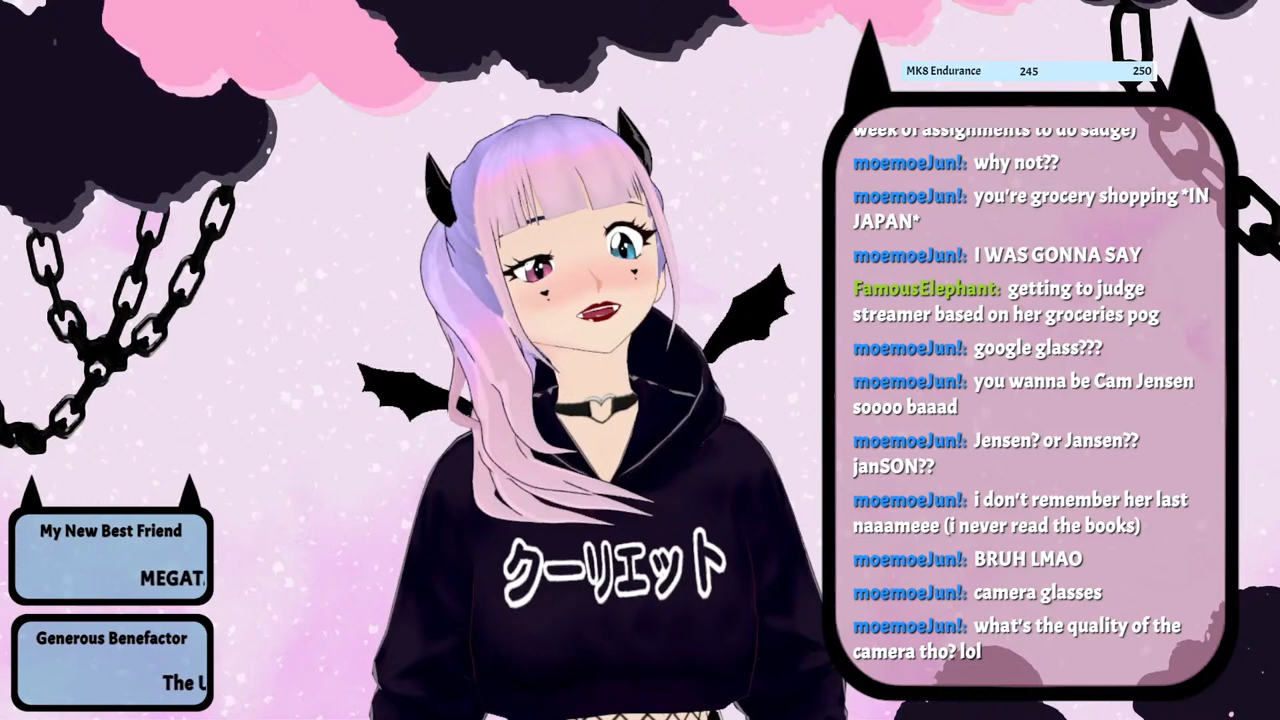 MK8 Endurance 245 250
week of assignments to do sadge)
moemoeJun!: why not??
moemoeJun!: you're grocery shopping *IN
JAPAN*
moemoeJun!: I WAS GONNA SAY
FamousElephant: getting to judge
streamer based on her groceries pog
moemoeJun!: google glass???
moemoeJun!: you wanna be Cam Jensen
soooo baaad
moemoeJun!: Jensen? or Jansen??
janSON??
moemoeJun!: i don't remember her last
naaameee (i never read the books)
moemoeJun!: BRUH LMAO
moemoeJun!: camera glasses
moemoeJun!: what's the quality of the
camera tho? lol
クーリエット
My New Best Friend
MEGAT
Generous Benefactor
The